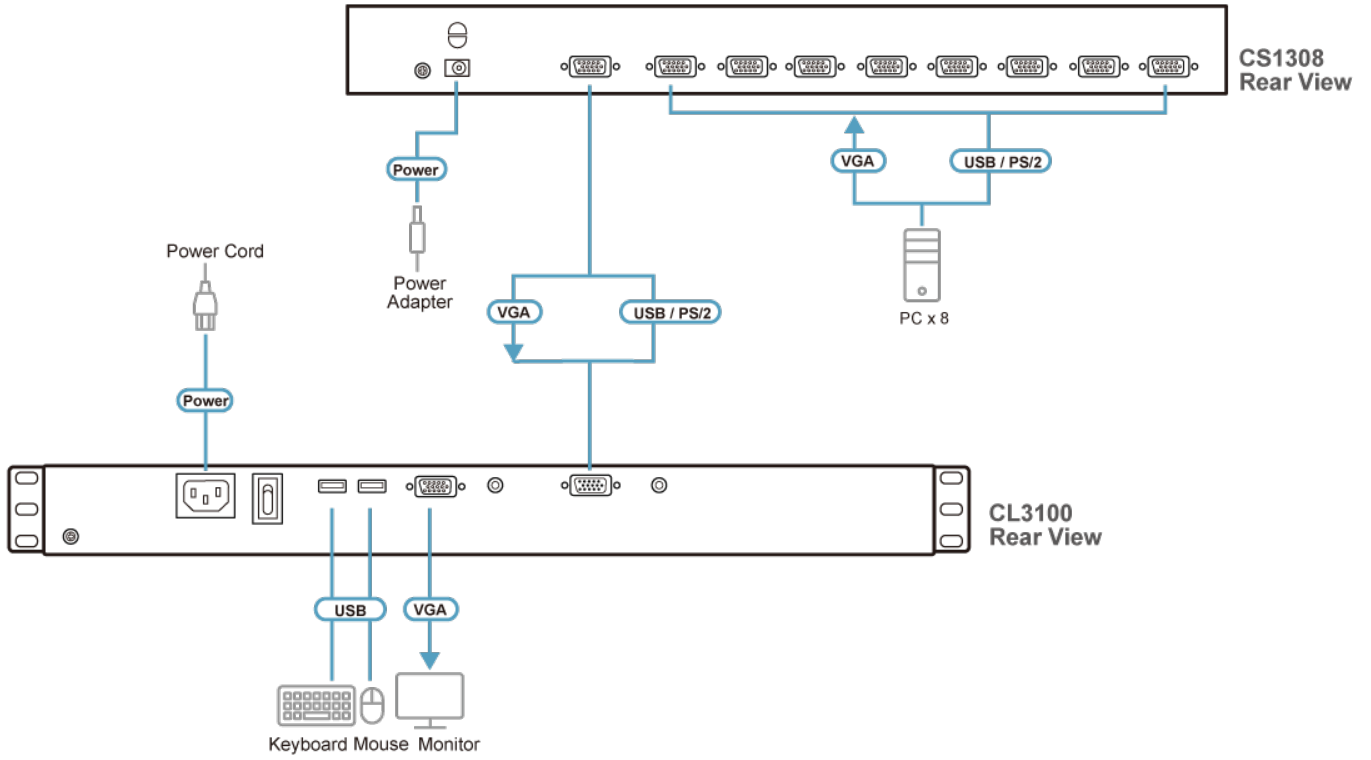 CS1308
Rear View
VGA
USB / PS/2
Power
Power Cord
Power
Adapter
VGA
USB / PS/2
PC x 8
Power
CL3100
Rear View
USB
VGA
Keyboard Mouse Monitor